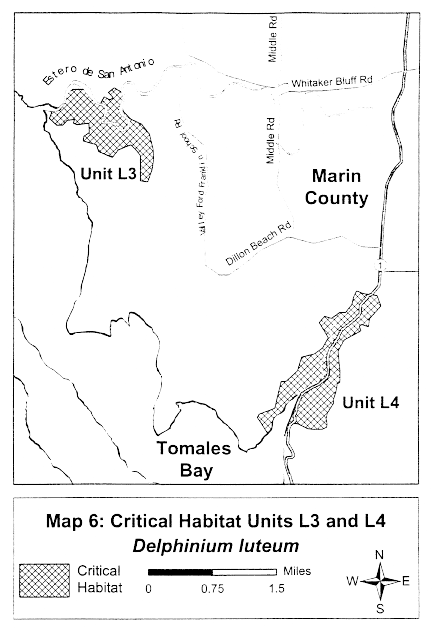 Middle Rd
Estero de San Antonio
Whitaker Bluff Rd
Unit L3
Valley Ford Franklin School Rd
Middle Rd
Marin
County
Dillon Beach Rd
1
Unit L4
Tomales
Bay
Map 6: Critical Habitat Units L3 and L4
Delphinium luteum
Critical
Habitat
Miles
0 0.75 1.5
N
W E
S